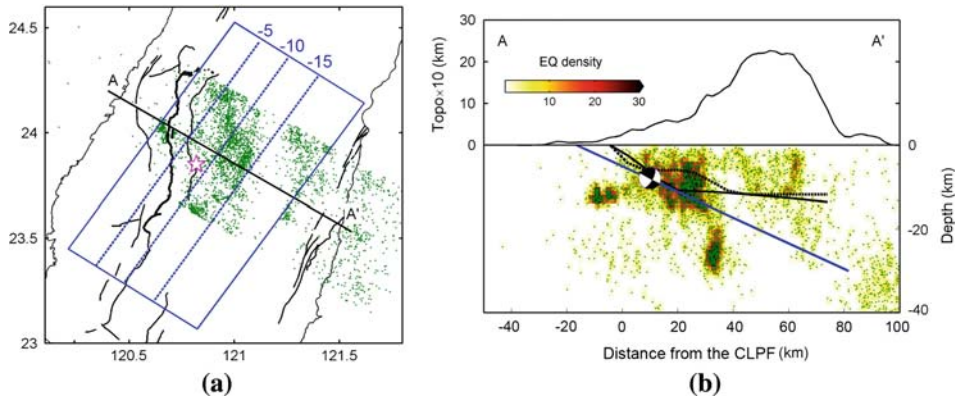 24.5
24
23.5
23
120.5
121
121.5
-5
-10
-15
A
A'
(a)
30
20
10
0
Topo×10 (km)
A
A'
EQ density
10
20
30
0
-20
-40
Depth (km)
-40
-20
0
20
40
60
80
100
Distance from the CLPF (km)
(b)